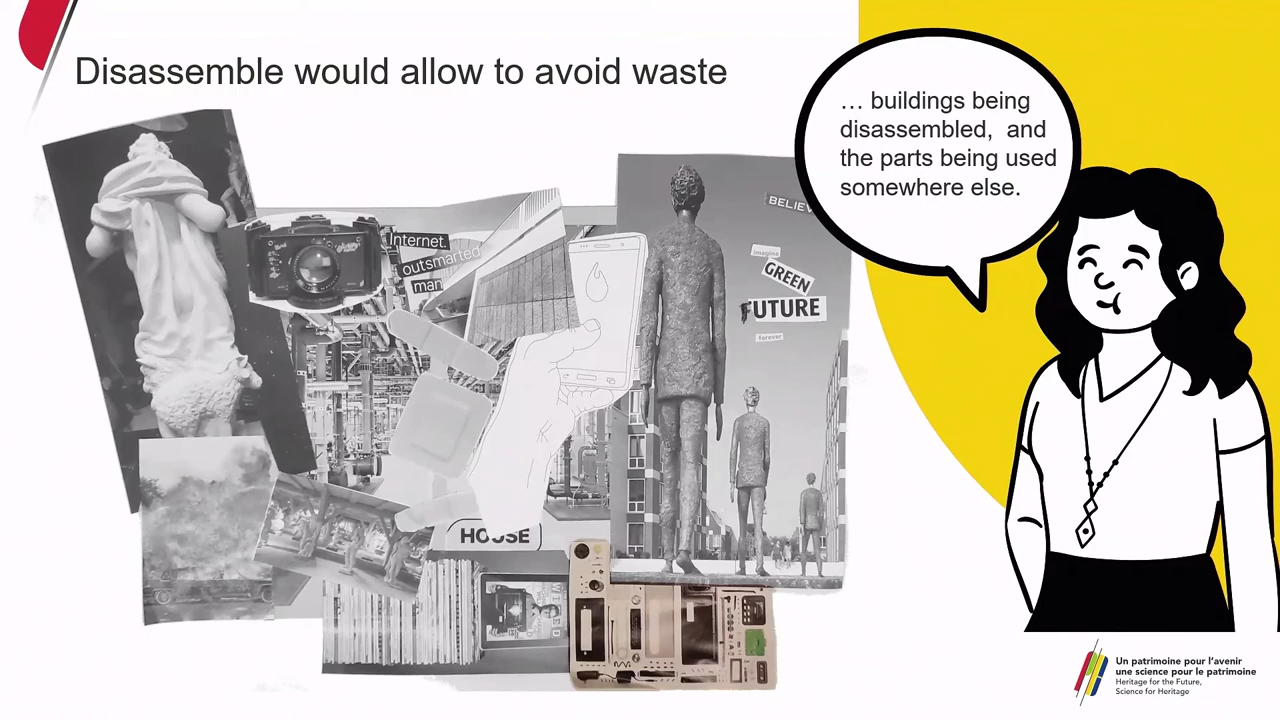 Disassemble would allow to avoid waste
… buildings being
disassembled, and
the parts being used
somewhere else.
Internet.
outsmarted
man
imagine
GREEN
FUTURE
forever
HOUSE
Un patrimoine pour l'avenir
une science pour le patrimoine
Heritage for the Future,
Science for Heritage